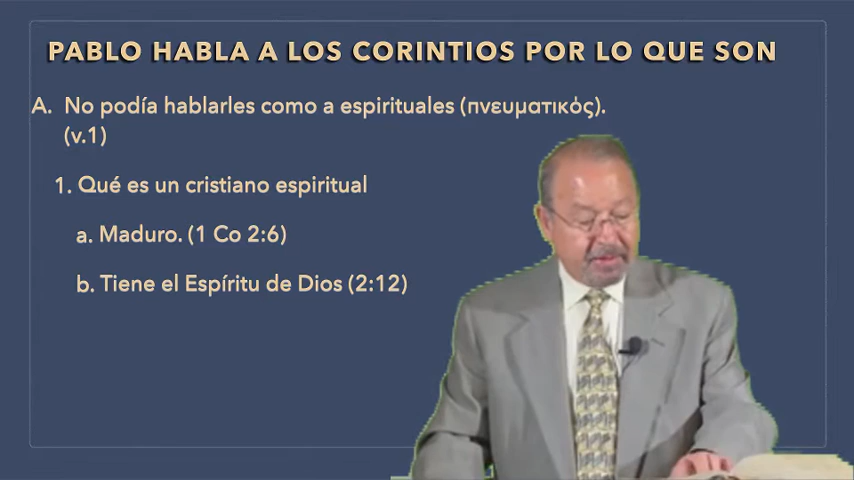 PABLO HABLA A LOS CORINTIOS POR LO QUE SON
A. No podía hablarles como a espirituales (πνευματικός).
(v.1)
1. Qué es un cristiano espiritual
a. Maduro. (1 Co 2:6)
b. Tiene el Espíritu de Dios (2:12)